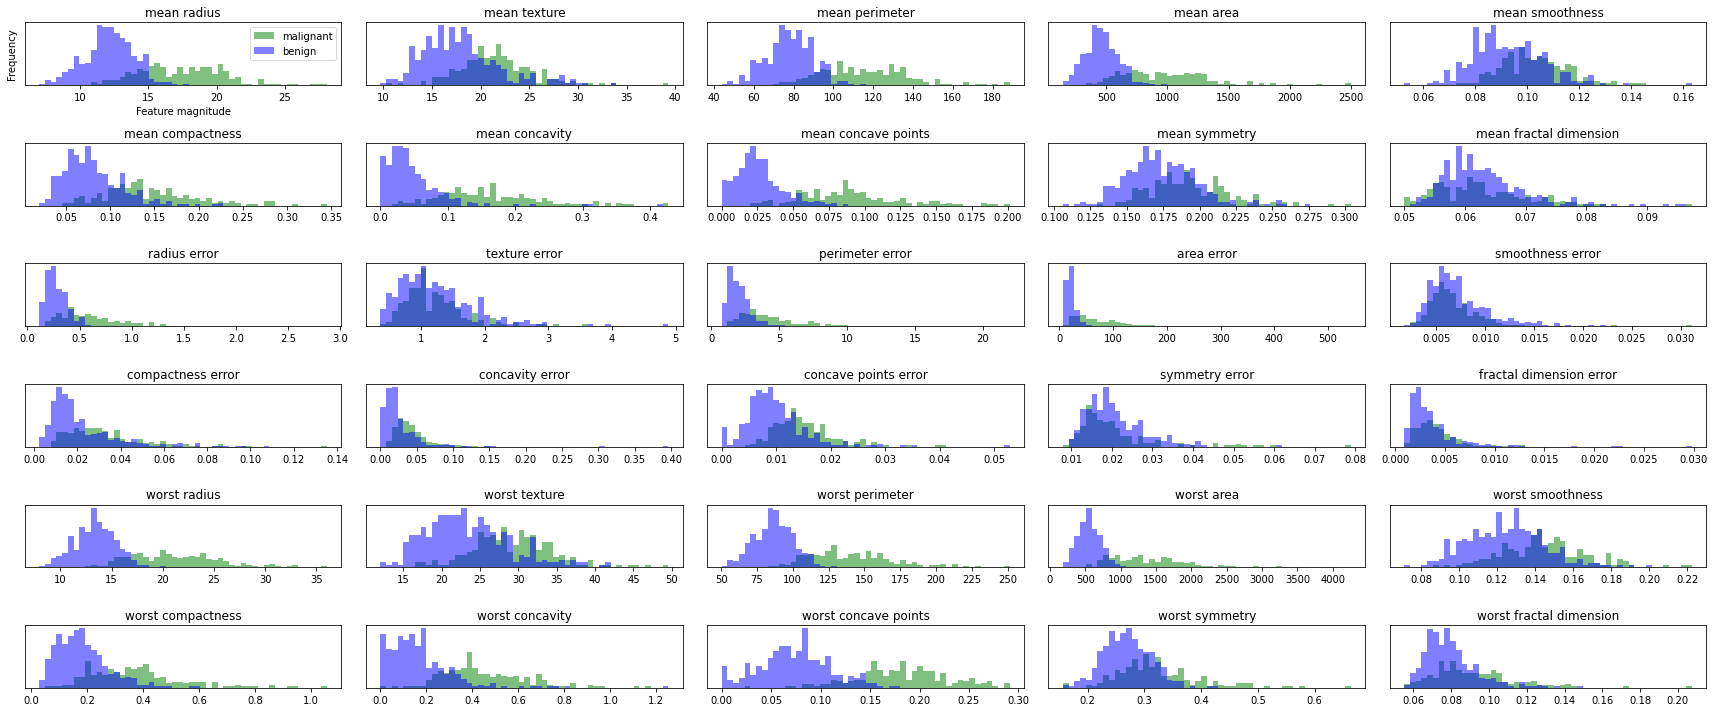 mean radius
mean texture
mean perimeter
mean area
mean smoothness
Frequency
malignant
benign
10 15 20 25
10 15 20 25 30 35 40
40 60 80 100 120 140 160 180
500 1000 1500 2000 2500
0.06 0.08 0.10 0.12 0.14 0.16
Feature magnitude
mean compactness
mean concavity
mean concave points
mean symmetry
mean fractal dimension
0.05 0.10 0.15 0.20 0.25 0.30 0.35
0.0 0.1 0.2 0.3 0.4
0.000 0.025 0.050 0.075 0.100 0.125 0.150 0.175 0.200
0.100 0.125 0.150 0.175 0.200 0.225 0.250 0.275 0.300
0.05 0.06 0.07 0.08 0.09
radius error
texture error
perimeter error
area error
smoothness error
0.0 0.5 1.0 1.5 2.0 2.5 3.0
1 2 3 4 5
0 5 10 15 20
0 100 200 300 400 500
0.005 0.010 0.015 0.020 0.025 0.030
compactness error
concavity error
concave points error
symmetry error
fractal dimension error
0.00 0.02 0.04 0.06 0.08 0.10 0.12 0.14
0.00 0.05 0.10 0.15 0.20 0.25 0.30 0.35 0.40
0.00 0.01 0.02 0.03 0.04 0.05
0.01 0.02 0.03 0.04 0.05 0.06 0.07 0.08
0.000 0.005 0.010 0.015 0.020 0.025 0.030
worst radius
worst texture
worst perimeter
worst area
worst smoothness
10 15 20 25 30 35
15 20 25 30 35 40 45 50
50 75 100 125 150 175 200 225 250
0 500 1000 1500 2000 2500 3000 3500 4000
0.08 0.10 0.12 0.14 0.16 0.18 0.20 0.22
worst compactness
worst concavity
worst concave points
worst symmetry
worst fractal dimension
0.0 0.2 0.4 0.6 0.8 1.0
0.0 0.2 0.4 0.6 0.8 1.0 1.2
0.00 0.05 0.10 0.15 0.20 0.25 0.30
0.2 0.3 0.4 0.5 0.6
0.06 0.08 0.10 0.12 0.14 0.16 0.18 0.20